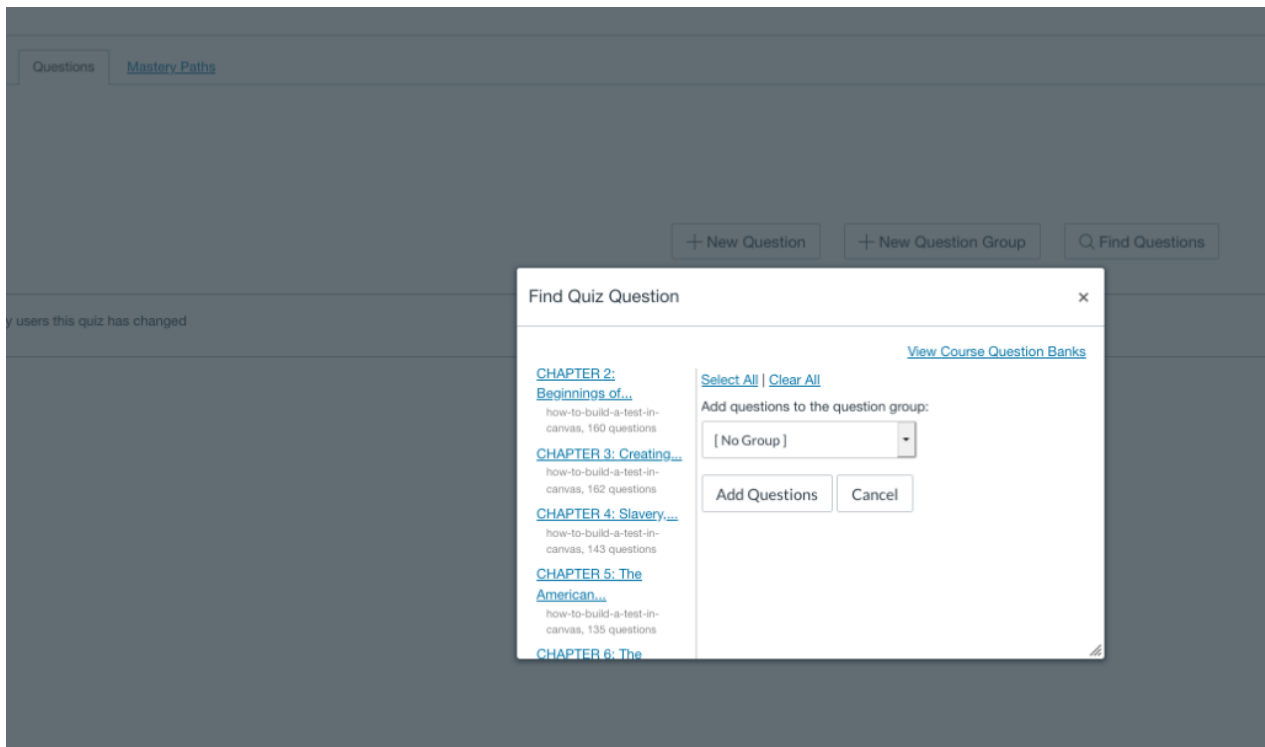 Questions
Mastery Paths
+ New Question
+ New Question Group
Find Questions
y users this quiz has changed
Find Quiz Question
×
View Course Question Banks
CHAPTER 2:
Beginnings of...
how-to-build-a-test-in-
canvas, 160 questions
CHAPTER 3: Creating...
how-to-build-a-test-in-
canvas, 162 questions
CHAPTER 4: Slavery,...
how-to-build-a-test-in-
canvas, 143 questions
CHAPTER 5: The
American...
how-to-build-a-test-in-
canvas, 135 questions
CHAPTER 6: The
Select All | Clear All
Add questions to the question group:
[ No Group ]
Add Questions
Cancel